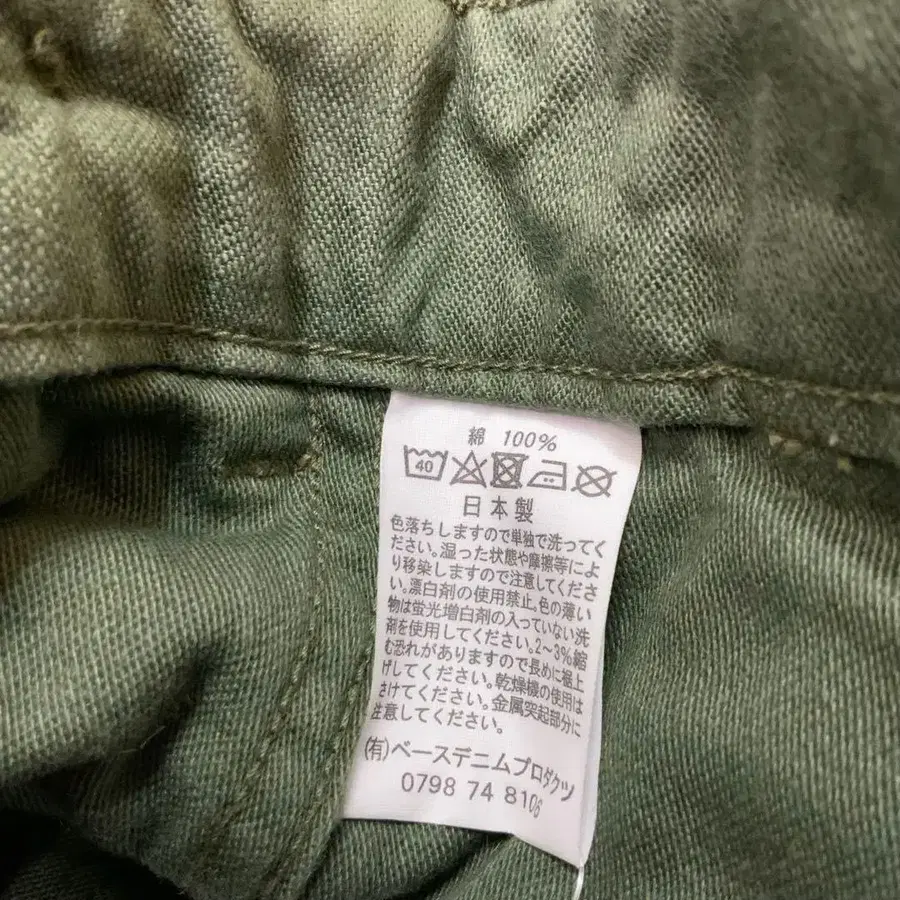 綿 100%
40
日本製
色落ちしますので単独で洗ってく
ださい。湿った状態や摩擦等によ
り移染しますので注意してくださ
い。漂白剤の使用禁止。色の薄い
物は蛍光増白剤の入っていない洗
剤を使用してください。2～3%縮
む恐れがありますので長めに裾上
げしてください。乾燥機の使用は
さけてください。金属突起部分に
注意してください。
(有)ベースデニムプロダクツ
0798 74 8106